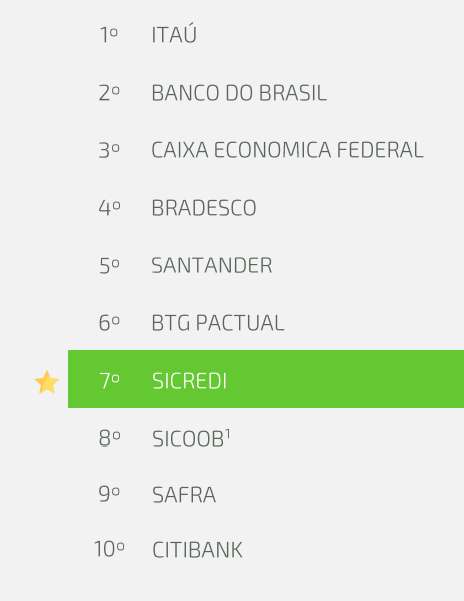 1º ITAÚ
2º BANCO DO BRASIL
3º CAIXA ECONOMICA FEDERAL
4º BRADESCO
5º SANTANDER
6º BTG PACTUAL
7º SICREDI
8º SICOOB¹
9º SAFRA
10º CITIBANK